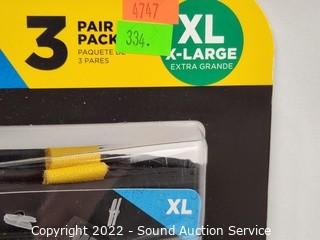 4747
334.
3 PAIR
PACK
PAQUETE DE
3 PARES
XL
X-LARGE
EXTRA GRANDE
XL
Copyright 2022 - Sound Auction Service